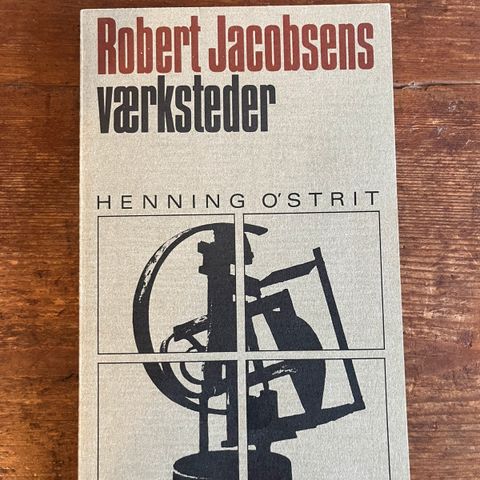 Robert Jacobsens
værksteder
HENNING O'STRIT